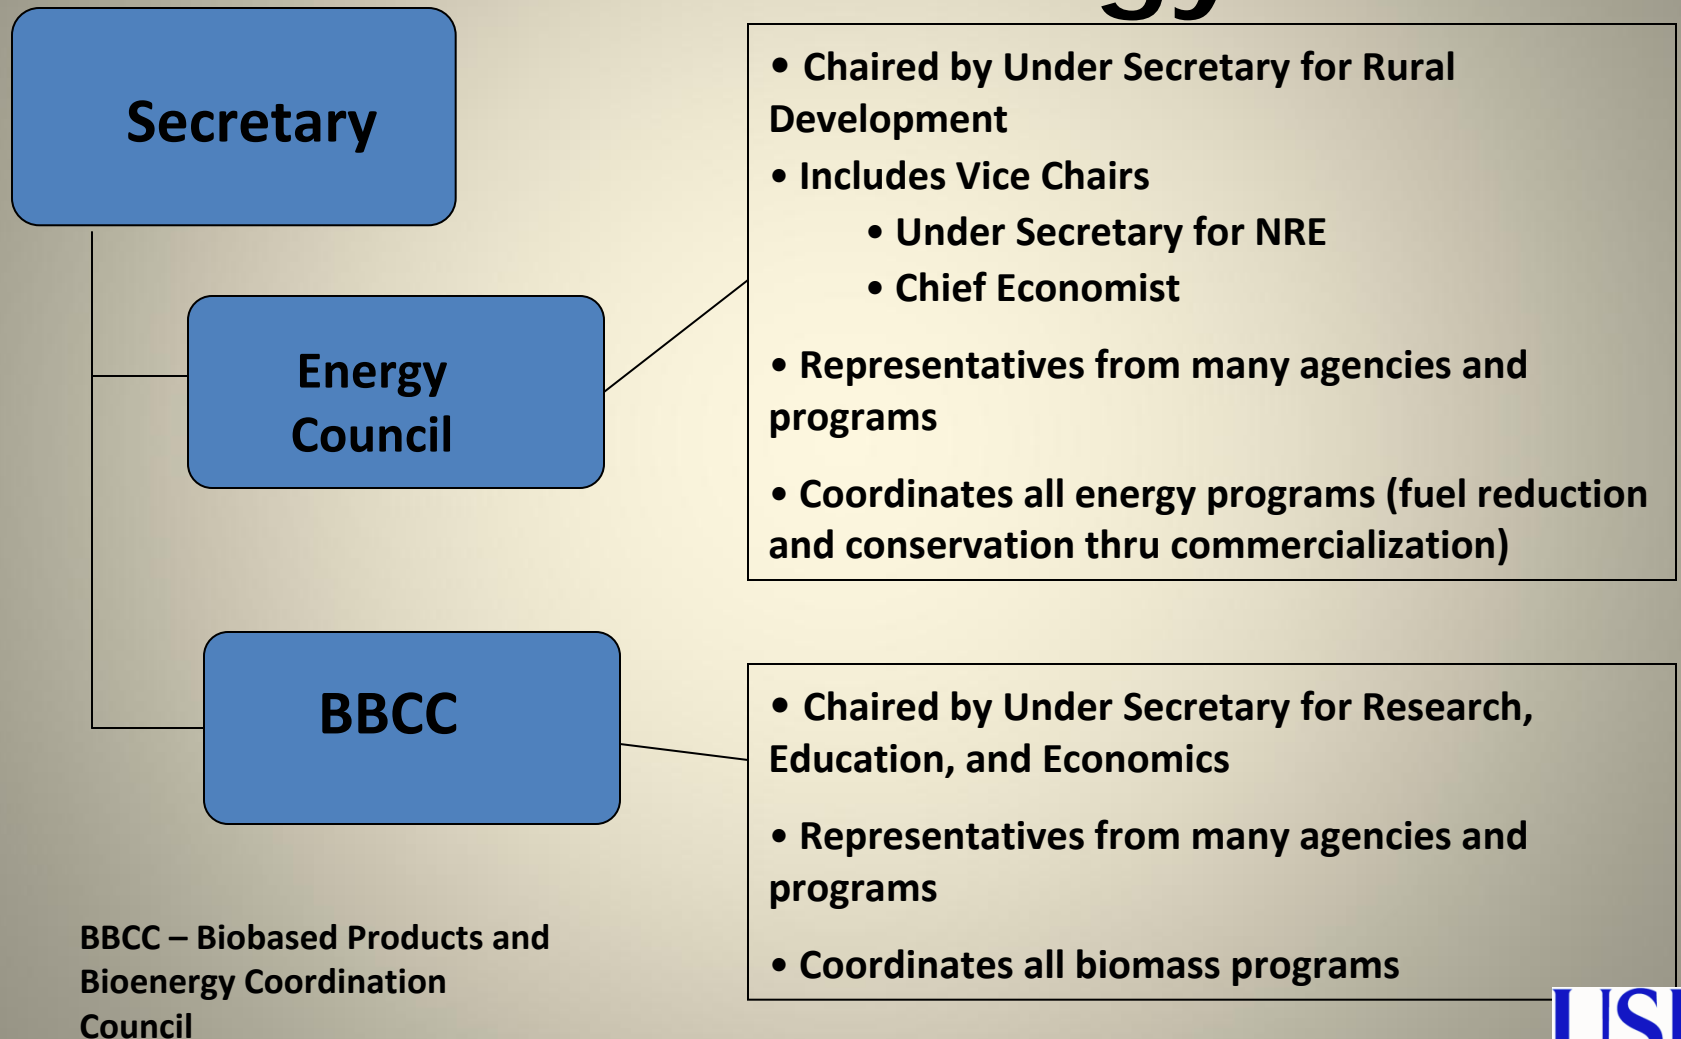 Secretary
Energy
Council
BBCC
BBCC – Biobased Products and
Bioenergy Coordination
Council
• Chaired by Under Secretary for Rural
Development
• Includes Vice Chairs
• Under Secretary for NRE
• Chief Economist
• Representatives from many agencies and
programs
• Coordinates all energy programs (fuel reduction
and conservation thru commercialization)
• Chaired by Under Secretary for Research,
Education, and Economics
• Representatives from many agencies and
programs
• Coordinates all biomass programs